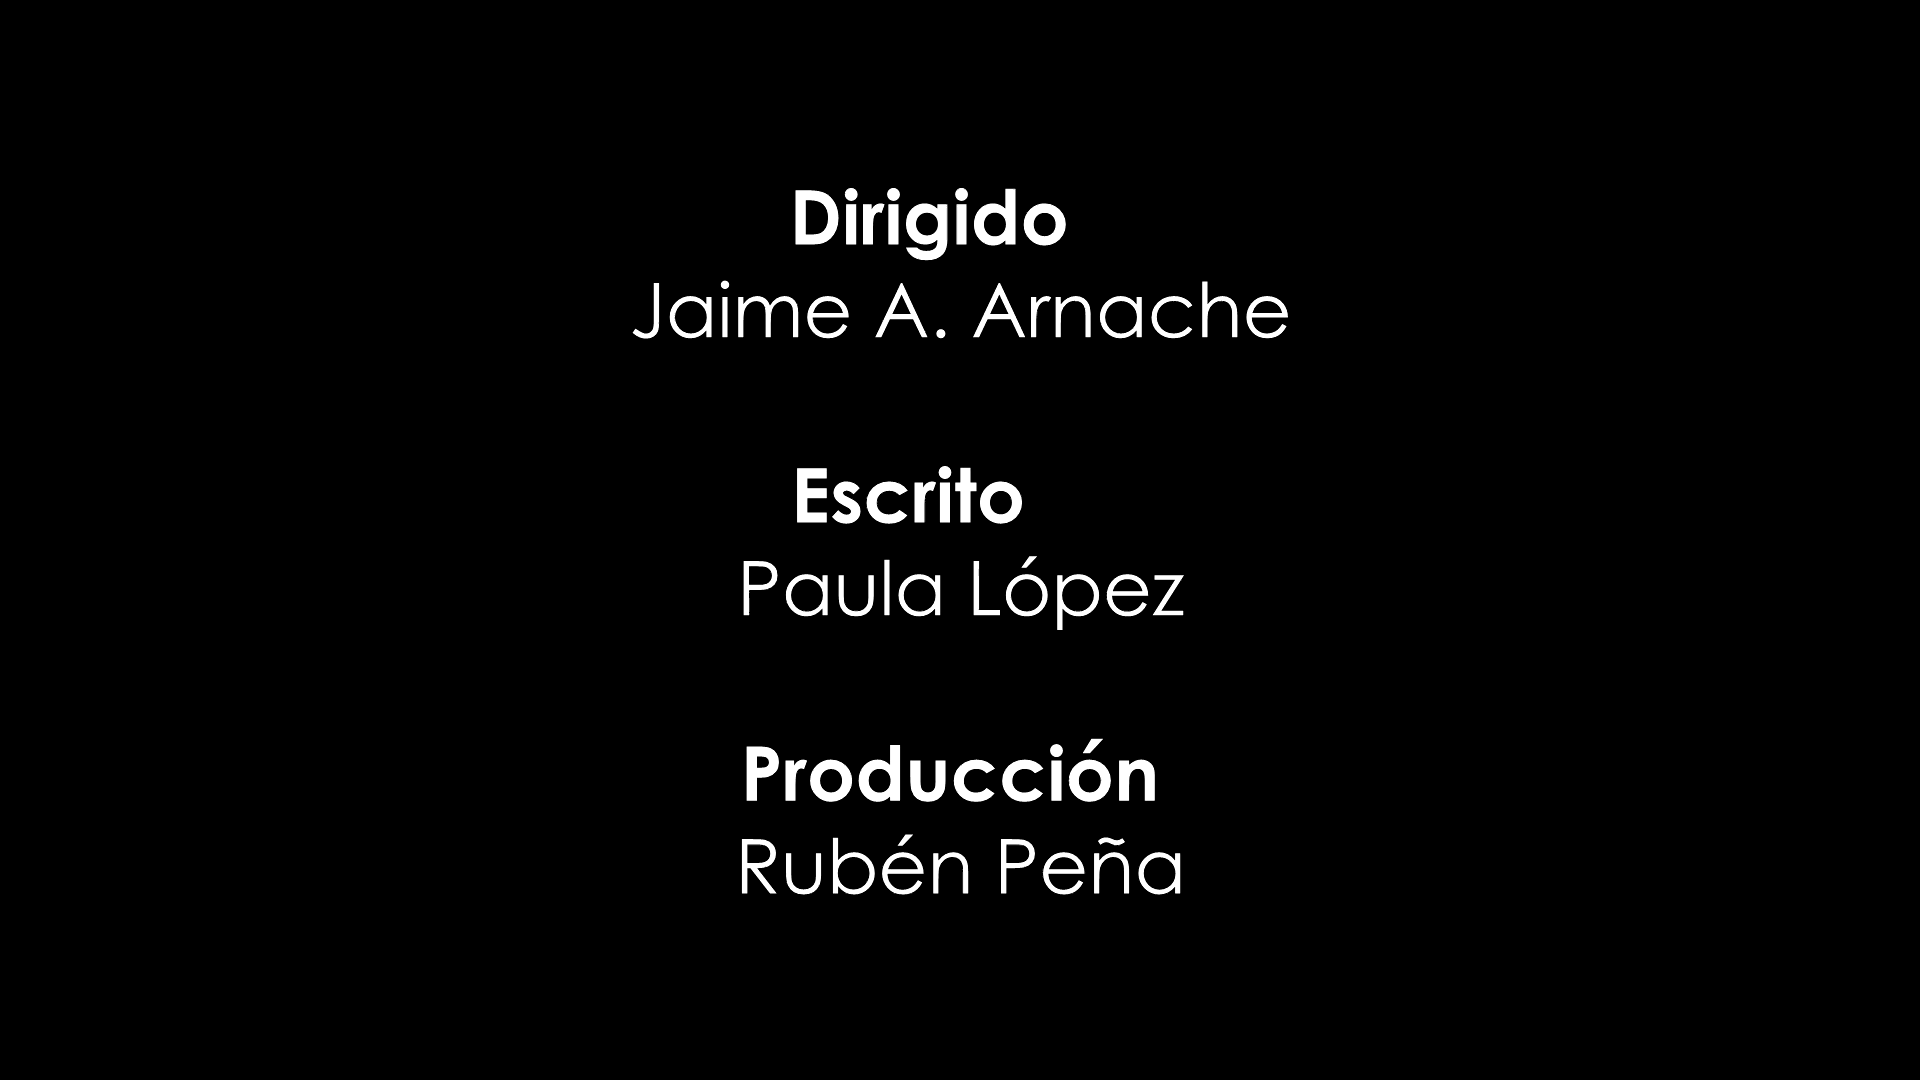 Dirigido
Jaime A. Arnache
Escrito
Paula López
Producción
Rubén Peña